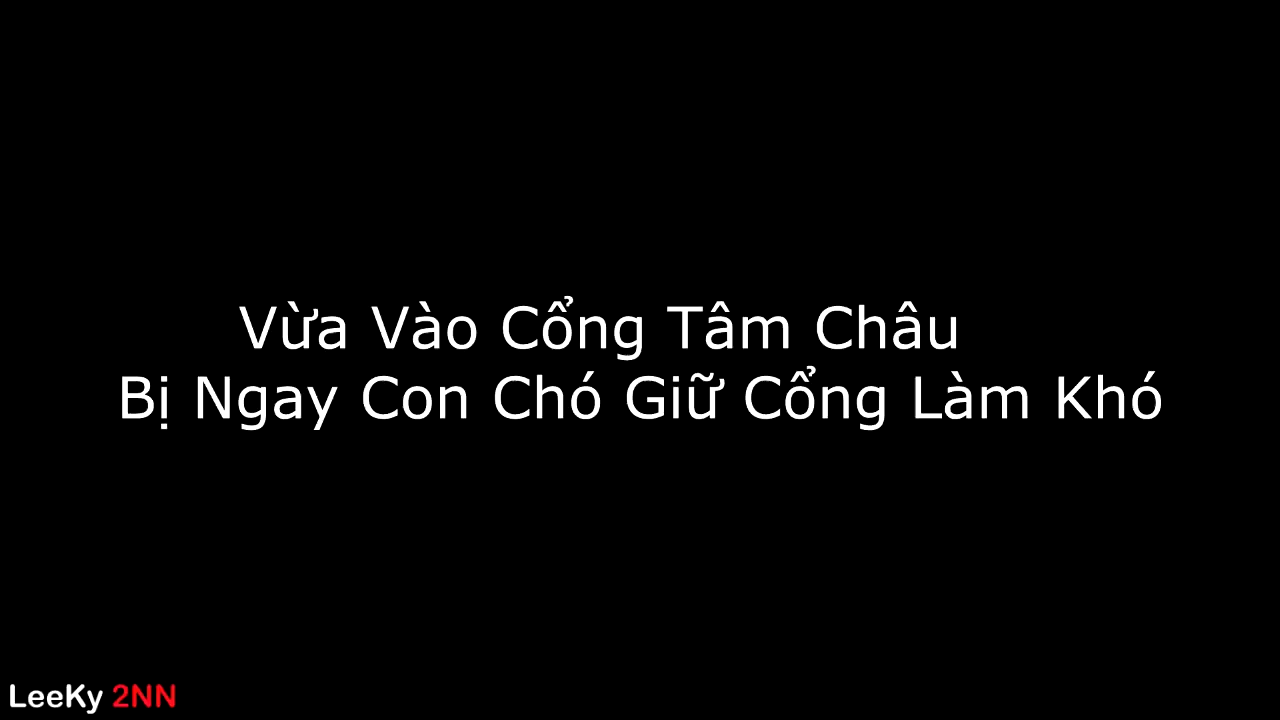 Vừa Vào Cổng Tâm Châu
Bị Ngay Con Chó Giữ Cổng Làm Khó
LeeKy 2NN